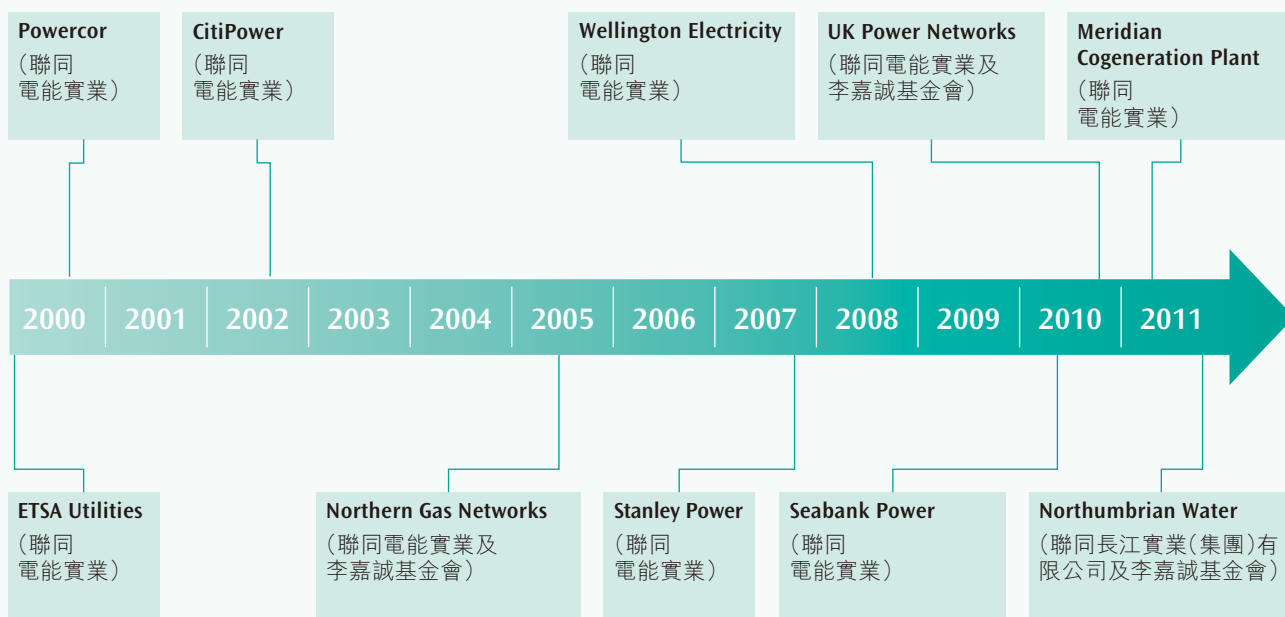 Powercor
（聯同
電能實業）
CitiPower
（聯同
電能實業）
Wellington Electricity
（聯同
電能實業）
UK Power Networks
（聯同電能實業及
李嘉誠基金會）
Meridian
Cogeneration Plant
（聯同
電能實業）
2000 2001 2002 2003 2004 2005 2006 2007 2008 2009 2010 2011
ETSA Utilities
（聯同
電能實業）
Northern Gas Networks
（聯同電能實業及
李嘉誠基金會）
Stanley Power
（聯同
電能實業）
Seabank Power
（聯同
電能實業）
Northumbrian Water
（聯同長江實業(集團)有
限公司及李嘉誠基金會）